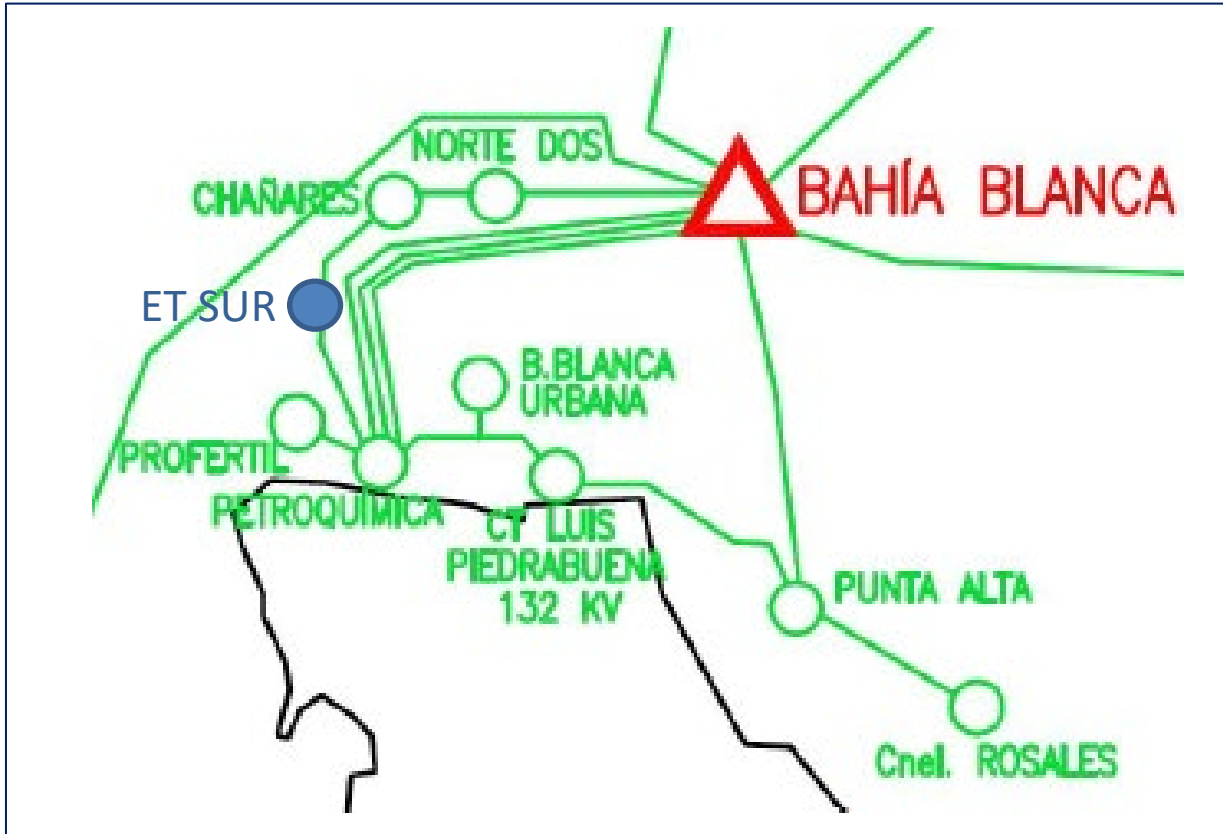 NORTE DOS
CHAÑARES
BAHÍA BLANCA
ET SUR
B.BLANCA
URBANA
PROFERTIL
PETROQUIMICA
CT LUIS
PIEDRABUENA
132 KV
PUNTA ALTA
Cnel. ROSALES